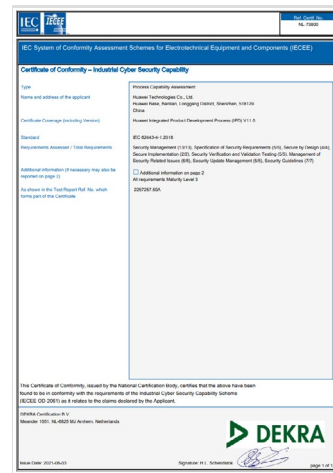 IEC IECEE
Ref. Certif. No.
IEC System of Conformity Assessment Schemes for Electrotechnical Equipment and Components (IECEE)
Certificate of Conformity – Industrial Cyber Security Capability
Type
Process Capability Assessment
Name and address of the applicant
Huawei Technologies Co., Ltd.
Huawei Base, Bantian, Longgang District, Shenzhen, 518129
China
Certificate Coverage (including Version)
Huawei Integrated Product Development Process (IPD) V11.0
Standard
IEC 62443-4-1:2018
Requirements Assessed / Total Requirements
Security Management (13/13), Specification of Security Requirements (5/5), Secure by Design (4/4),
Secure Implementation (2/2), Security Verification and Validation Testing (5/5), Management of
Security Related Issues (6/6), Security Update Management (5/5), Security Guidelines (7/7)
Additional information (if necessary may also be
reported on page 2)
Additional information on page 2
All requirements Maturity Level 3
As shown in the Test Report Ref. No. which
forms part of this Certificate
This Certificate of Conformity, issued by the National Certification Body, certifies that the above have been
found to be in conformity with the requirements of the Industrial Cyber Security Capability Scheme
(IECEE OD 2061) as it relates to the claims declared by the Applicant.
DEKRA Certification B.V.
Meander 1051, NL-6825 MJ Arnhem, Netherlands
DEKRA
Signature: H.L. Schendstok
page 1 of 1